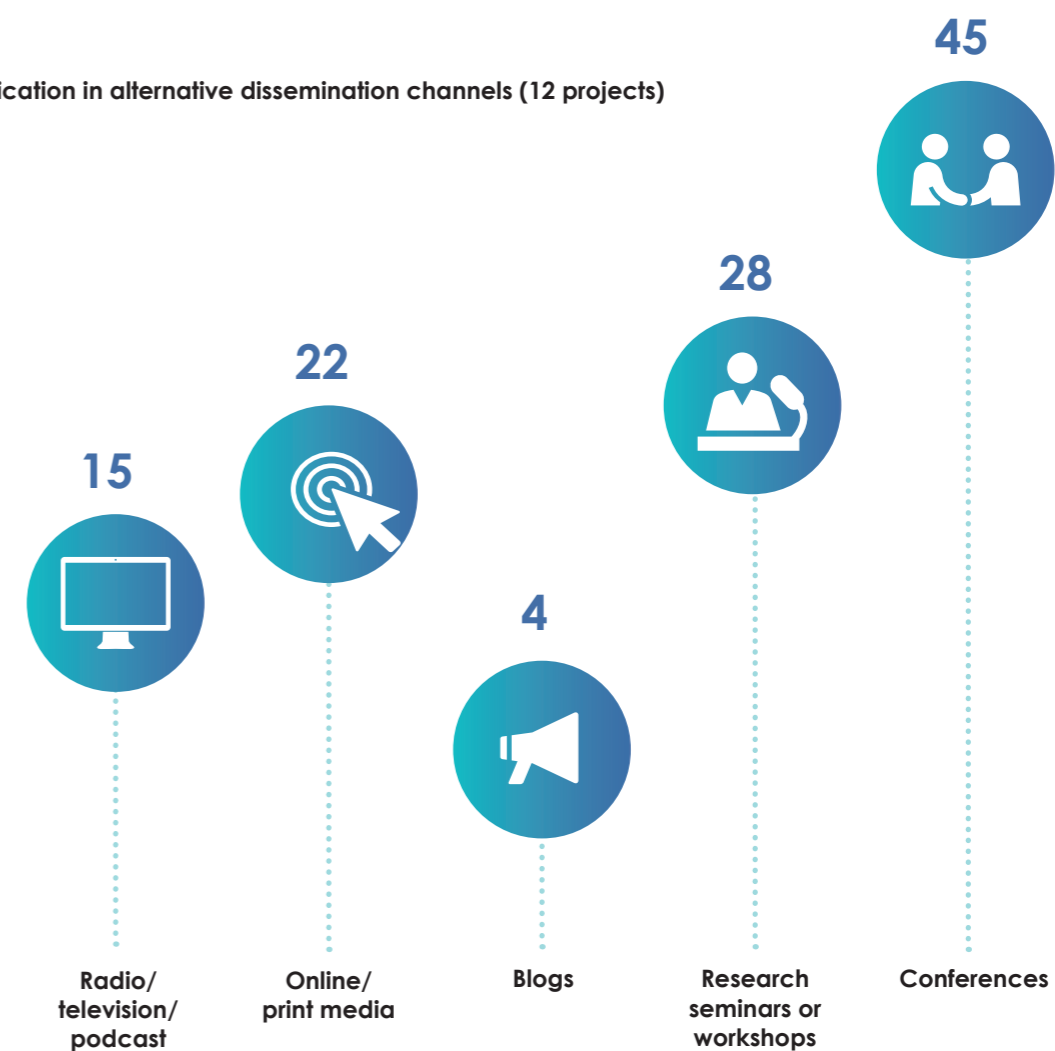 ication in alternative dissemination channels (12 projects)
45
28
22
15
4
Radio/
television/
podcast
Online/
print media
Blogs
Research
seminars or
workshops
Conferences